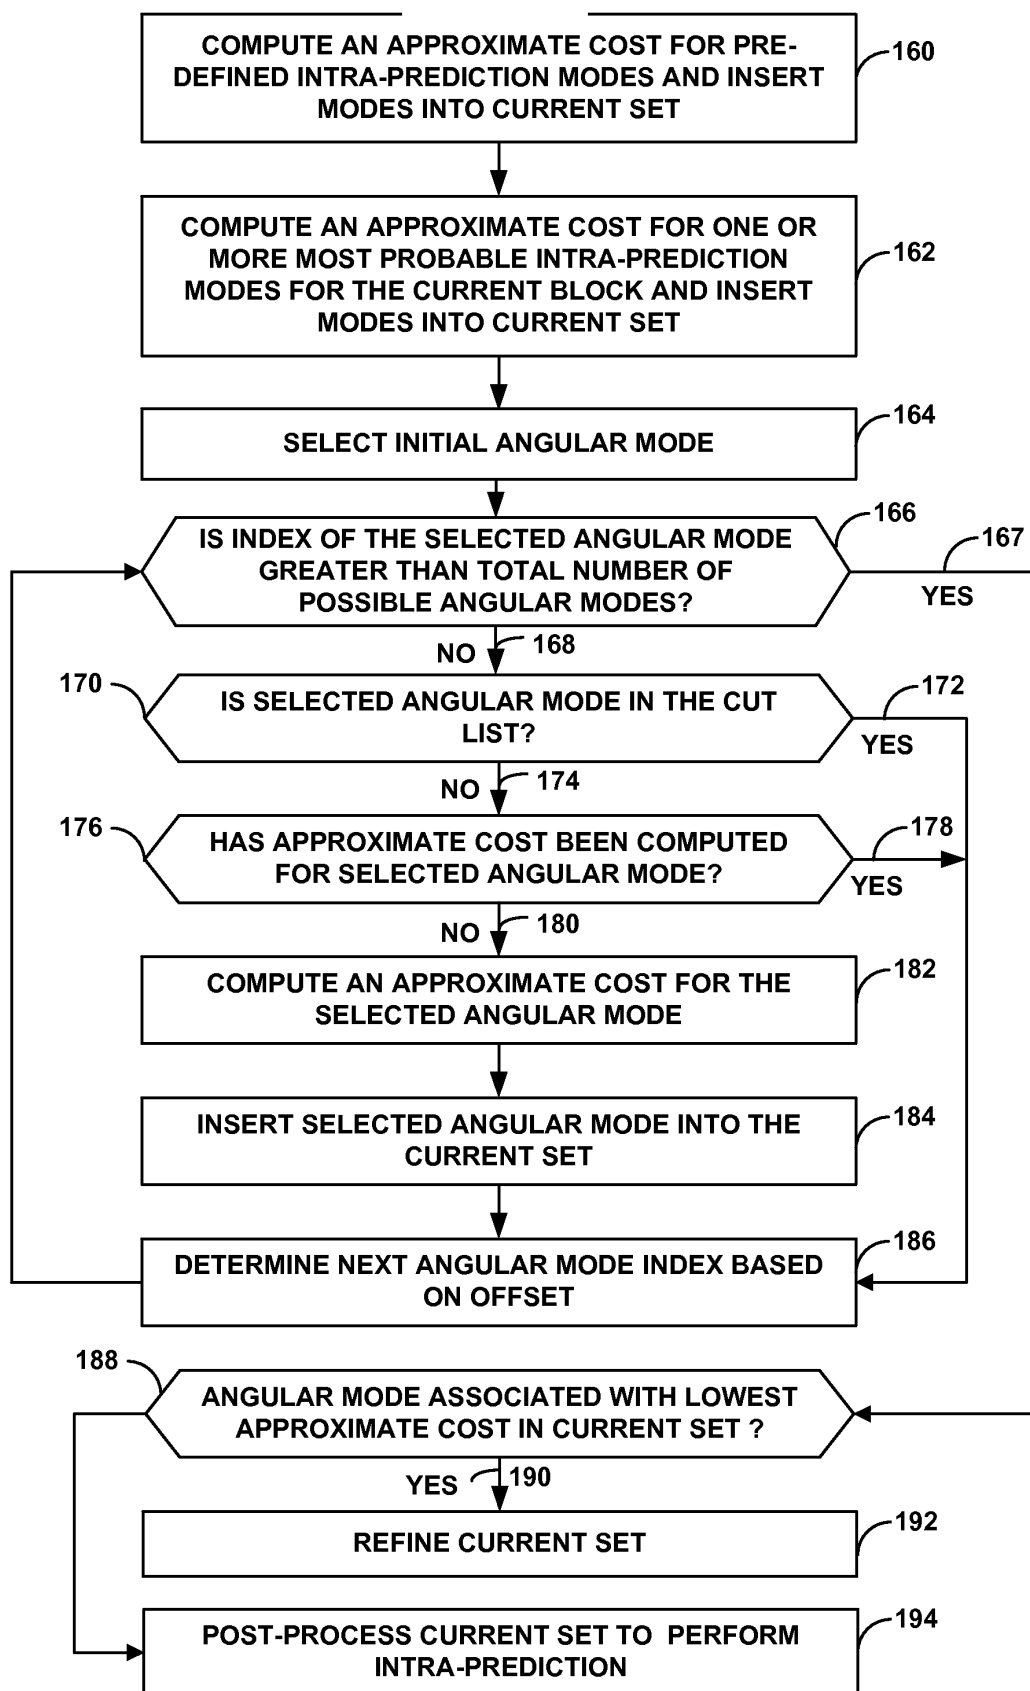 COMPUTE AN APPROXIMATE COST FOR PRE-
DEFINED INTRA-PREDICTION MODES AND INSERT
MODES INTO CURRENT SET
160
COMPUTE AN APPROXIMATE COST FOR ONE OR
MORE MOST PROBABLE INTRA-PREDICTION
MODES FOR THE CURRENT BLOCK AND INSERT
MODES INTO CURRENT SET
162
SELECT INITIAL ANGULAR MODE
164
IS INDEX OF THE SELECTED ANGULAR MODE
GREATER THAN TOTAL NUMBER OF
POSSIBLE ANGULAR MODES?
166
167
YES
NO
168
170
IS SELECTED ANGULAR MODE IN THE CUT
LIST?
172
YES
NO
174
176
HAS APPROXIMATE COST BEEN COMPUTED
FOR SELECTED ANGULAR MODE?
178
YES
NO
180
COMPUTE AN APPROXIMATE COST FOR THE
SELECTED ANGULAR MODE
182
INSERT SELECTED ANGULAR MODE INTO THE
CURRENT SET
184
DETERMINE NEXT ANGULAR MODE INDEX BASED
ON OFFSET
186
188
ANGULAR MODE ASSOCIATED WITH LOWEST
APPROXIMATE COST IN CURRENT SET ?
YES
190
REFINE CURRENT SET
192
POST-PROCESS CURRENT SET TO PERFORM
INTRA-PREDICTION
194